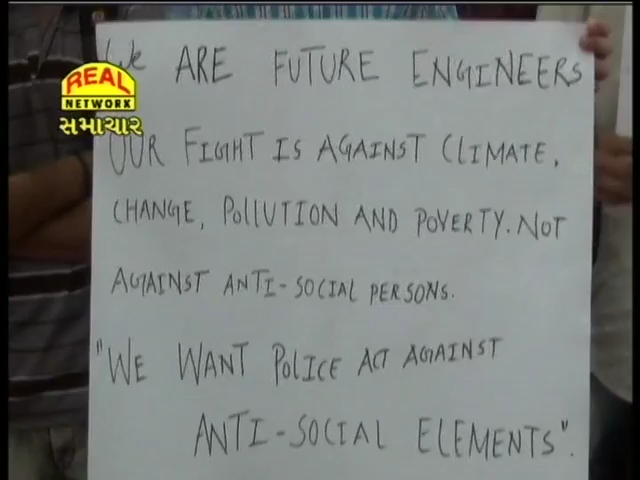 We ARE FUTURE ENGINEERS
REAL
NETWORK
સમાચાર
OUR FIGHT IS AGAINST CLIMATE,
CHANGE, POLLUTION AND POVERTY. NOT
AGAINST ANTI-SOCIAL PERSONS.
"WE WANT POLICE ACT AGAINST
ANTI-SOCIAL ELEMENTS".